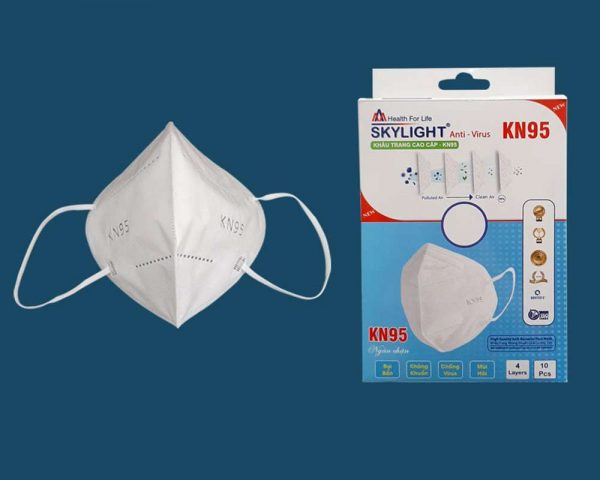 KN95
KN95
Health For Life
SKYLIGHT® Anti - Virus KN95
KHẨU TRANG CAO CẤP - KN95
NEW
Polluted Air
Clean Air
NEW
KN95
KN95
Ngăn chặn
Bụi
Bẩn
Kháng
Khuẩn
Chống
Virus
Mùi
Hôi
4
Layers
10
Pcs